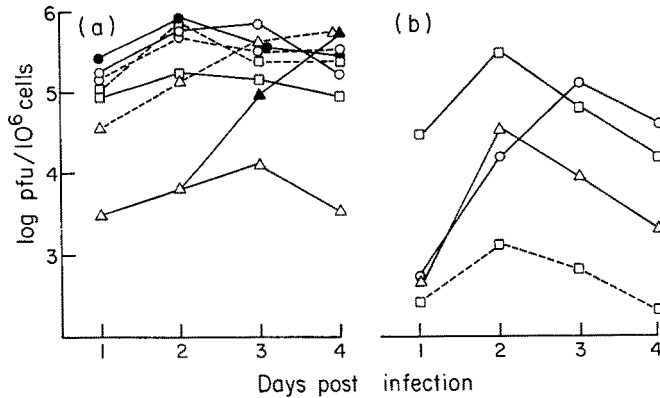 (a)
(b)
log pfu/10⁶ cells
6
5
4
3
1 2 3 4
1 2 3 4
Days post infection